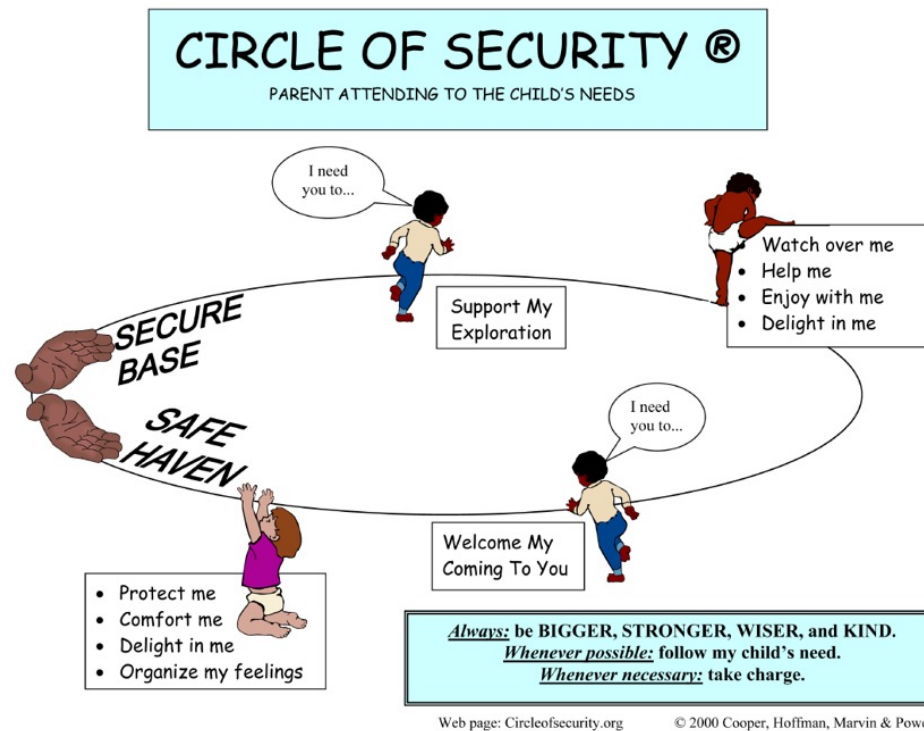 CIRCLE OF SECURITY ®
PARENT ATTENDING TO THE CHILD'S NEEDS
I need
you to...
• Watch over me
• Help me
• Enjoy with me
• Delight in me
Support My
Exploration
SECURE
BASE
SAFE
HAVEN
I need
you to...
Welcome My
Coming To You
• Protect me
• Comfort me
• Delight in me
• Organize my feelings
Always: be BIGGER, STRONGER, WISER, and KIND.
Whenever possible: follow my child's need.
Whenever necessary: take charge.
Web page: Circleofsecurity.org © 2000 Cooper, Hoffman, Marvin &